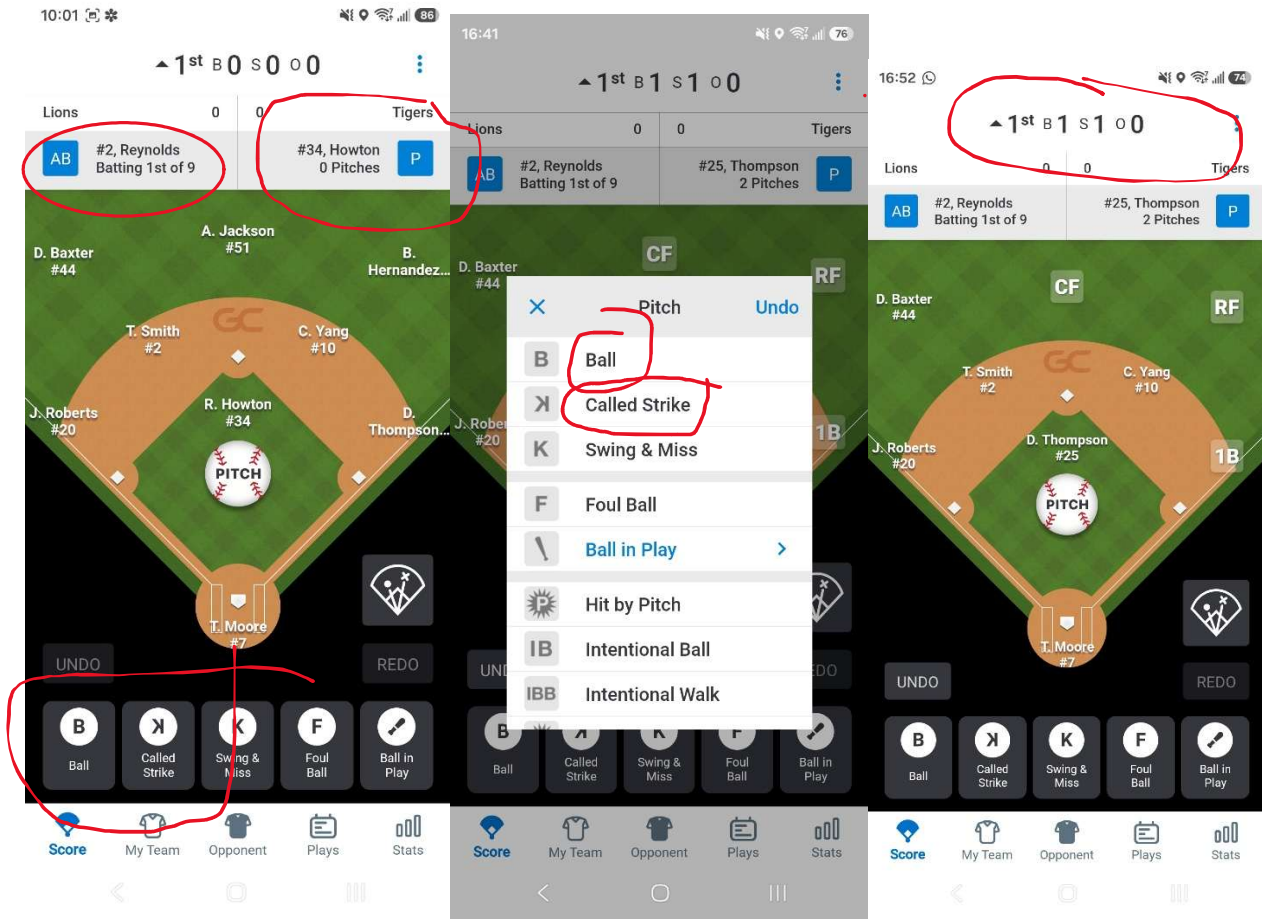 10:01
86
1st B 0 S 0 O 0
Lions 0 0 Tigers
AB #2, Reynolds Batting 1st of 9
#34, Howton 0 Pitches P
A. Jackson #51
D. Baxter #44
B. Hernandez...
GC
T. Smith #2
C. Yang #10
R. Howton #34
J. Roberts #20
D. Thompson...
PITCH
T. Moore #7
UNDO REDO
B Ball
K Called Strike
K Swing & Miss
F Foul Ball
Ball in Play
Score My Team Opponent Plays Stats
16:41
76
1st B 1 S 1 O 0
Lions 0 0 Tigers
AB #2, Reynolds Batting 1st of 9
#25, Thompson 2 Pitches P
D. Baxter #44
CF
RF
Pitch Undo
B Ball
K Called Strike
K Swing & Miss
F Foul Ball
Ball in Play
P Hit by Pitch
IB Intentional Ball
IBB Intentional Walk
J. Rober
#20
1B
UND
EDO
B Ball
K Called Strike
K Swing & Miss
F Foul Ball
Ball in Play
Score My Team Opponent Plays Stats
16:52
74
1st B 1 S 1 O 0
Lions 0 0 Tigers
AB #2, Reynolds Batting 1st of 9
#25, Thompson 2 Pitches P
D. Baxter #44
CF
RF
GC
T. Smith #2
C. Yang #10
D. Thompson #25
J. Roberts #20
1B
PITCH
T. Moore #7
UNDO REDO
B Ball
K Called Strike
K Swing & Miss
F Foul Ball
Ball in Play
Score My Team Opponent Plays Stats